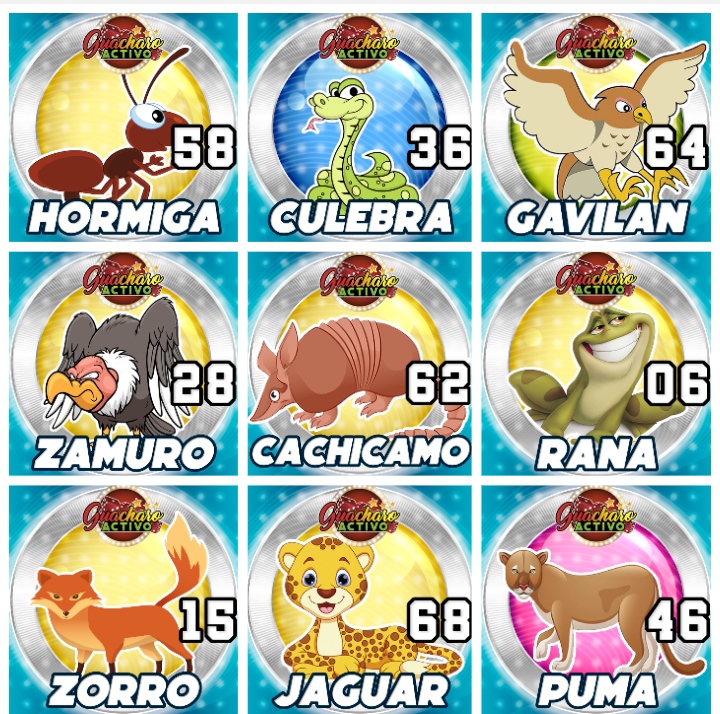 Guacharo
ACTIVO
58
HORMIGA
Guacharo
ACTIVO
36
CULEBRA
Guacharo
ACTIVO
64
GAVILAN
Guacharo
ACTIVO
28
ZAMURO
Guacharo
ACTIVO
62
CACHICAMO
Guacharo
ACTIVO
06
RANA
Guacharo
ACTIVO
15
ZORRO
Guacharo
ACTIVO
68
JAGUAR
Guacharo
ACTIVO
46
PUMA